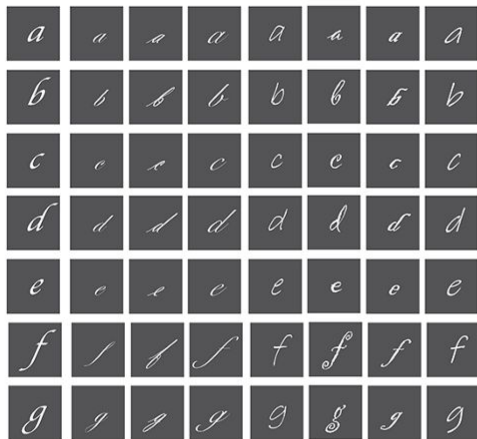 a a a a a a a a
b b b b b b b b
c c c c c c c c
d d d d d d d d
e e e e e e e e
f f f f f f f f
g g g g g g g g